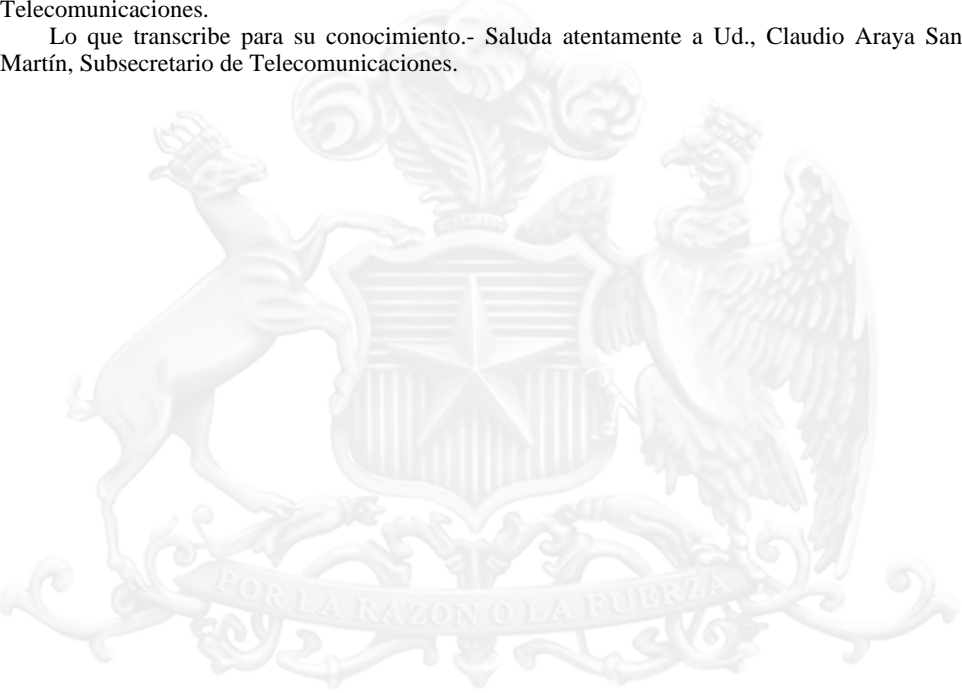 Telecomunicaciones.
Lo que transcribe para su conocimiento.- Saluda atentamente a Ud., Claudio Araya San
Martín, Subsecretario de Telecomunicaciones.
POR LA RAZON O LA FUERZA